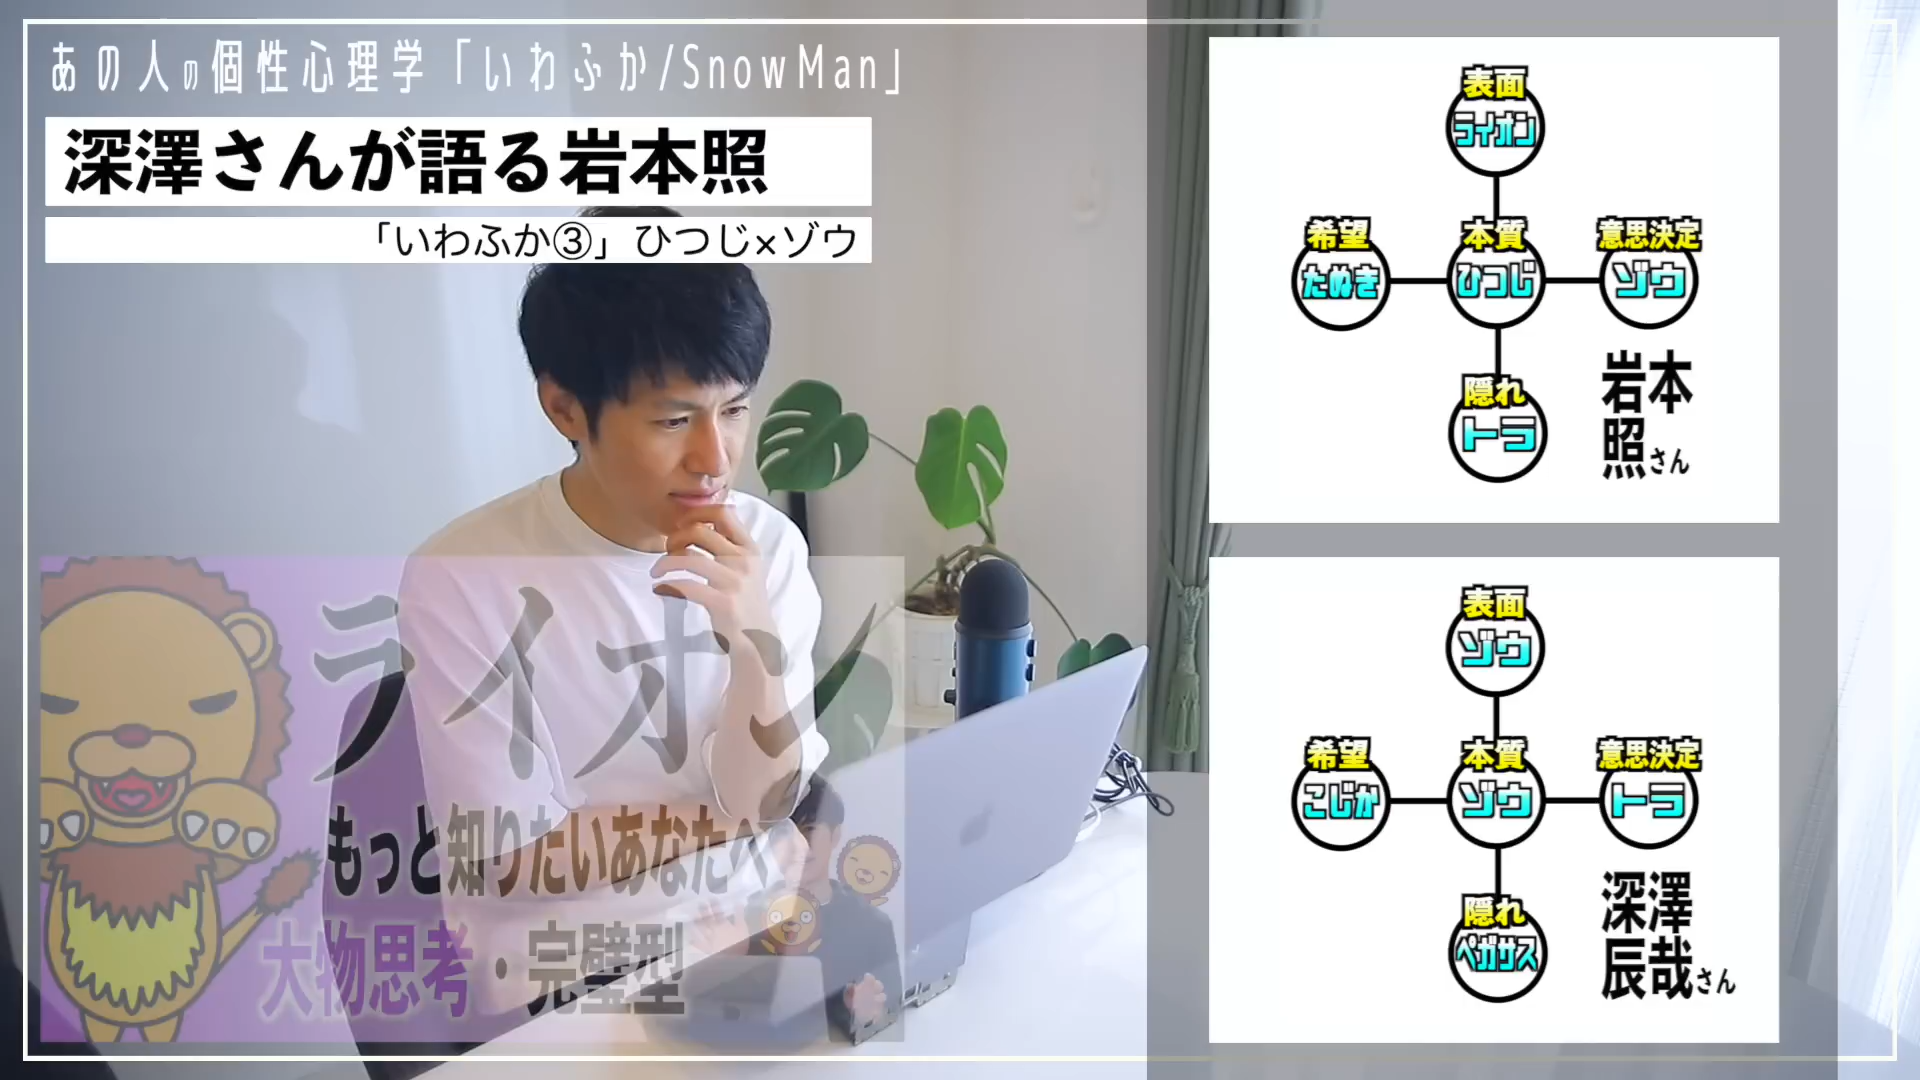 あの人の個性心理学「いわふか/SnowMan」
深澤さんが語る岩本照
「いわふか③」ひつじ×ゾウ
ライオン
もっと知りたいあなたへ
大物思考・完璧型
表面
ライオン
希望
たぬき
本質
ひつじ
意思決定
ゾウ
隠れ
トラ
岩本
照さん
表面
ゾウ
希望
こじか
本質
ゾウ
意思決定
トラ
隠れ
ペガサス
深澤
辰哉さん